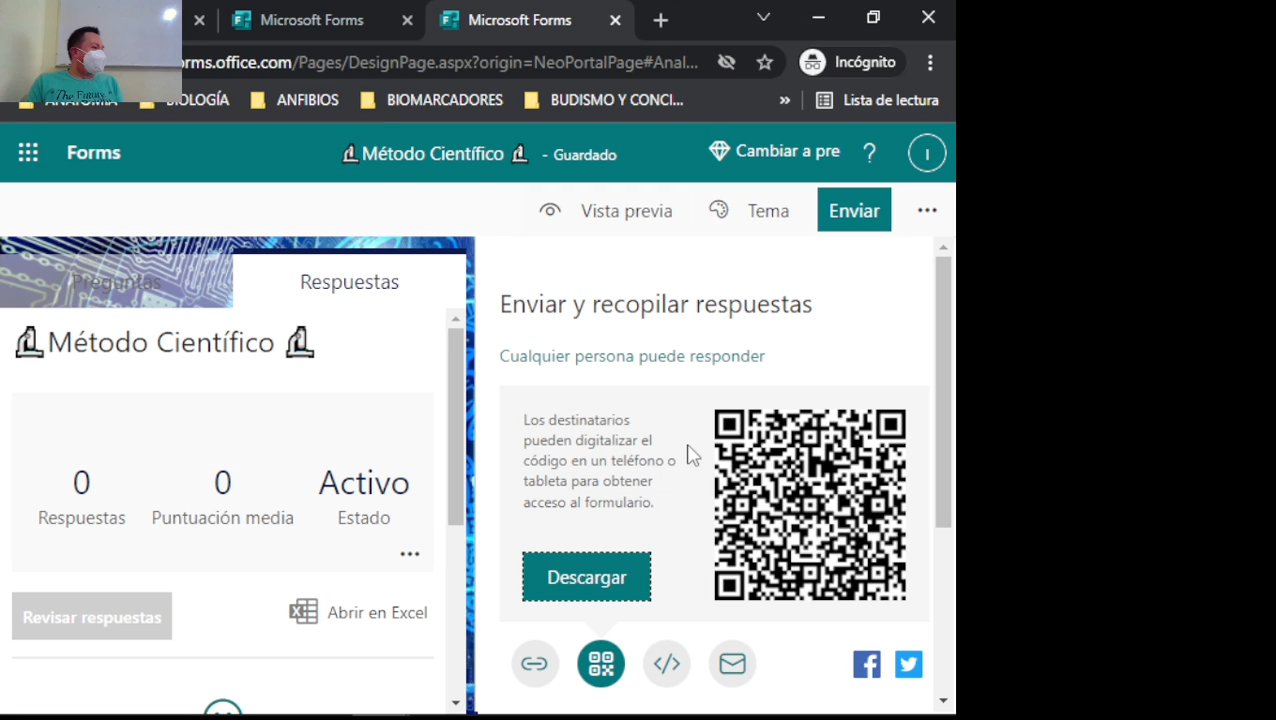 Microsoft Forms
Microsoft Forms
rms.office.com/Pages/DesignPage.aspx?origin=NeoPortalPage#Anal...
Incógnito
ANATOMIA
BIOLOGÍA
ANFIBIOS
BIOMARCADORES
BUDISMO Y CONCI...
»
Lista de lectura
The Future
Forms
Método Científico
- Guardado
Cambiar a pre
?
I
Vista previa
Tema
Enviar
Preguntas
Respuestas
Método Científico
0
Respuestas
0
Puntuación media
Activo
Estado
Revisar respuestas
Abrir en Excel
Enviar y recopilar respuestas
Cualquier persona puede responder
Los destinatarios
pueden digitalizar el
código en un teléfono o
tableta para obtener
acceso al formulario.
Descargar